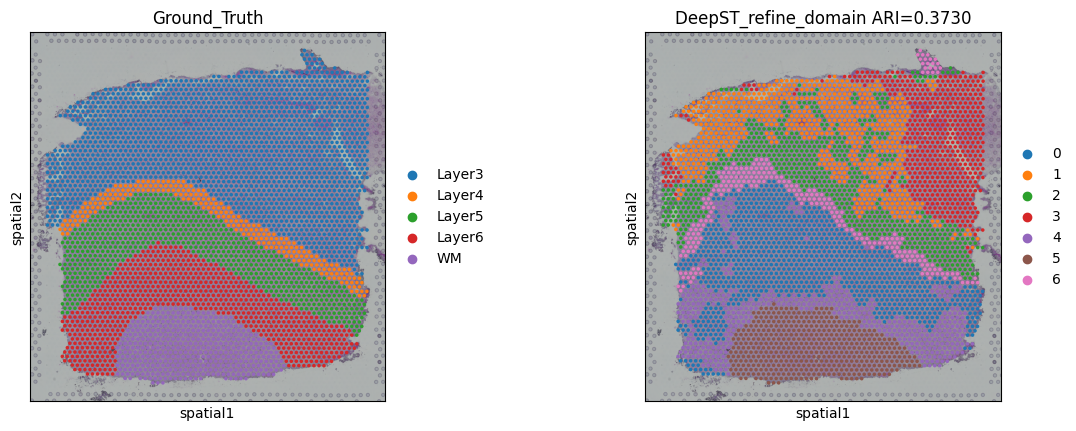 Ground_Truth
spatial2
spatial1
Layer3
Layer4
Layer5
Layer6
WM
DeepST_refine_domain ARI=0.3730
spatial2
spatial1
0
1
2
3
4
5
6